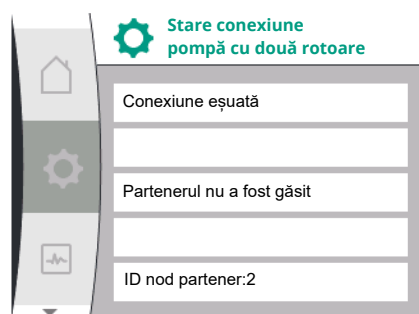 Stare conexiune
pompă cu două rotoare
Conexiune eșuată
Partenerul nu a fost găsit
ID nod partener:2